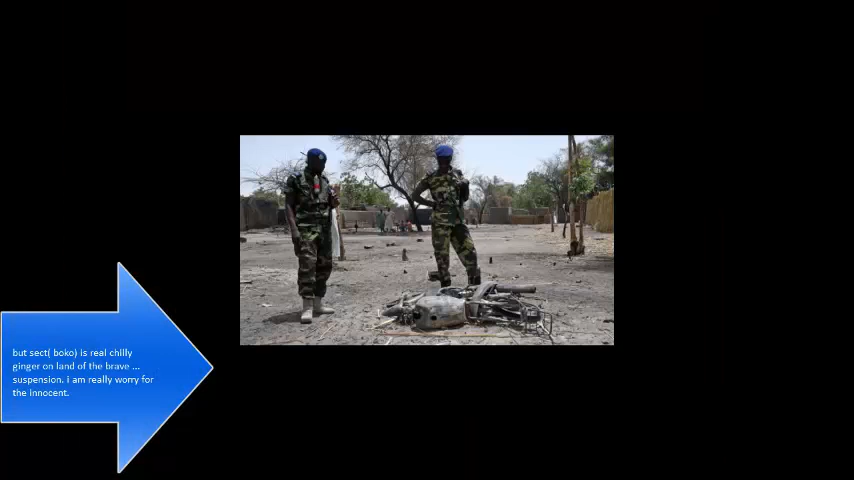 but sect( boko) is real chilly
ginger on land of the brave ...
suspension. i am really worry for
the innocent.